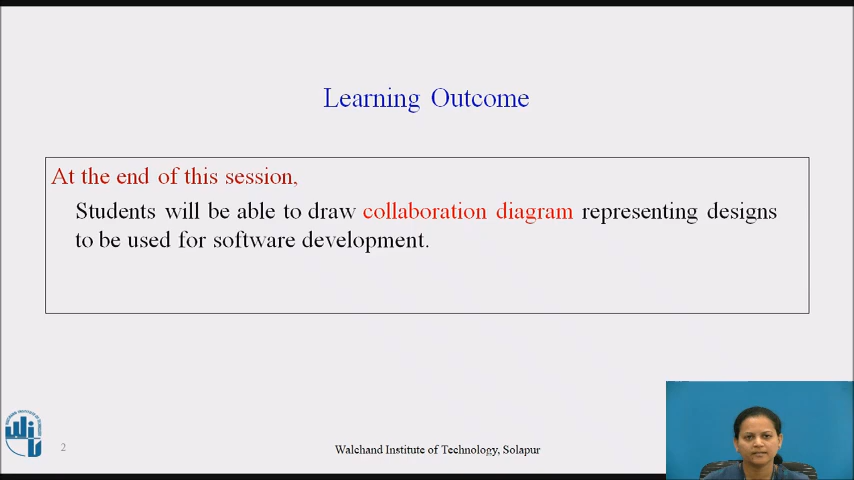 Learning Outcome
At the end of this session,
Students will be able to draw collaboration diagram representing designs
to be used for software development.
2
Walchand Institute of Technology, Solapur